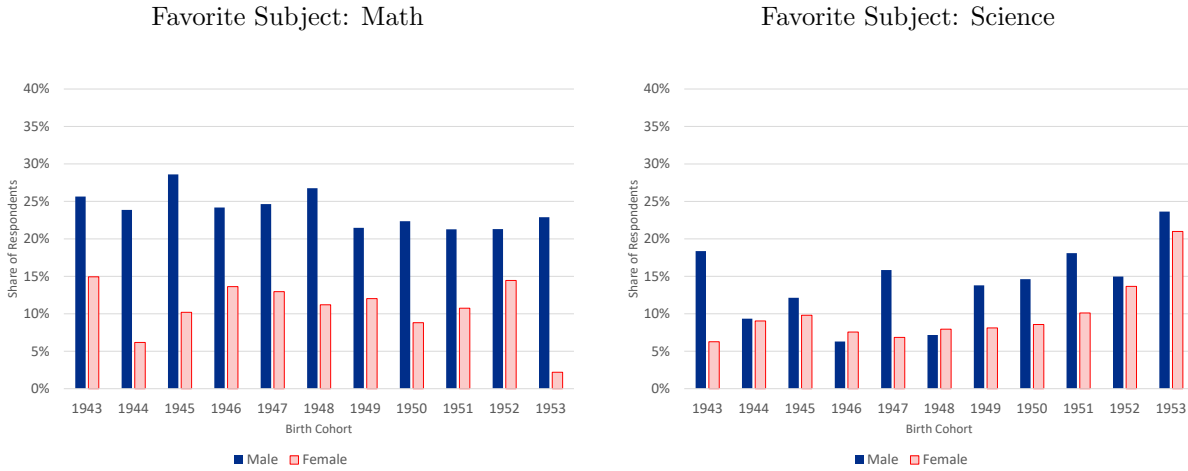 Favorite Subject: Math
40%
35%
30%
25%
20%
15%
10%
5%
0%
Share of Respondents
1943 1944 1945 1946 1947 1948 1949 1950 1951 1952 1953
Birth Cohort
Male Female
Favorite Subject: Science
40%
35%
30%
25%
20%
15%
10%
5%
0%
Share of Respondents
1943 1944 1945 1946 1947 1948 1949 1950 1951 1952 1953
Birth Cohort
Male Female